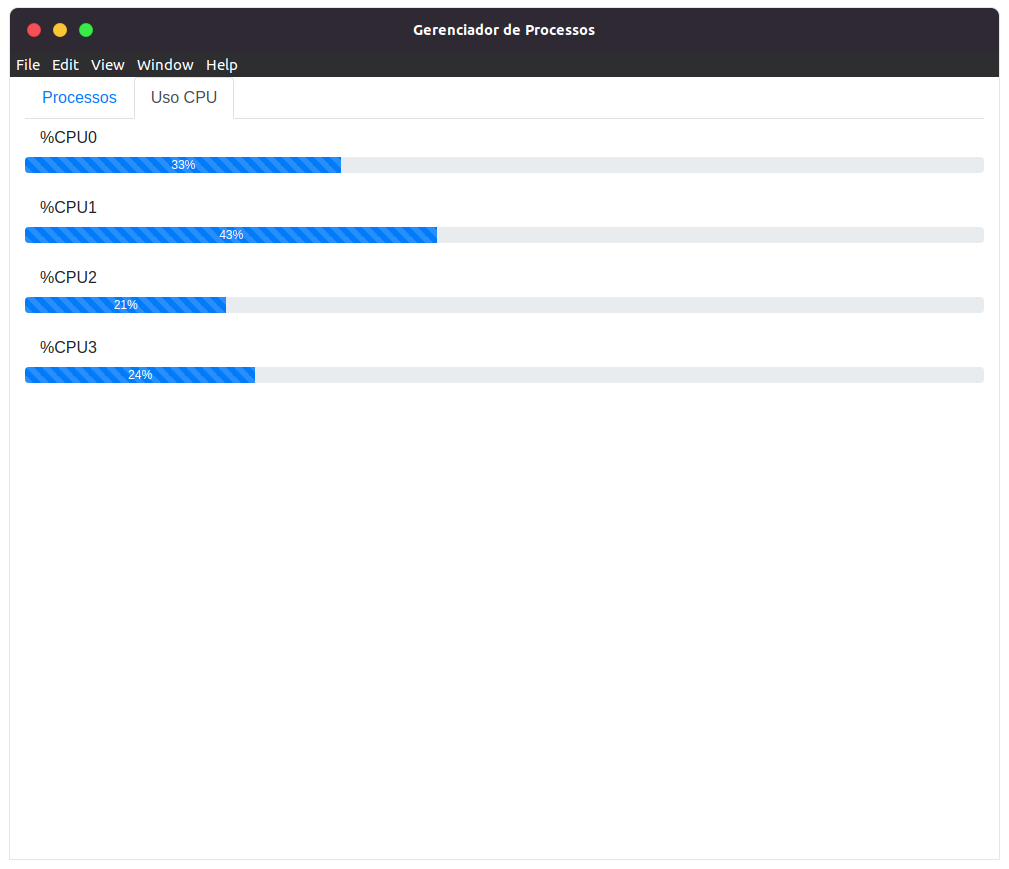 Gerenciador de Processos
File Edit View Window Help
Processos Uso CPU
%CPU0
33%
%CPU1
43%
%CPU2
21%
%CPU3
24%